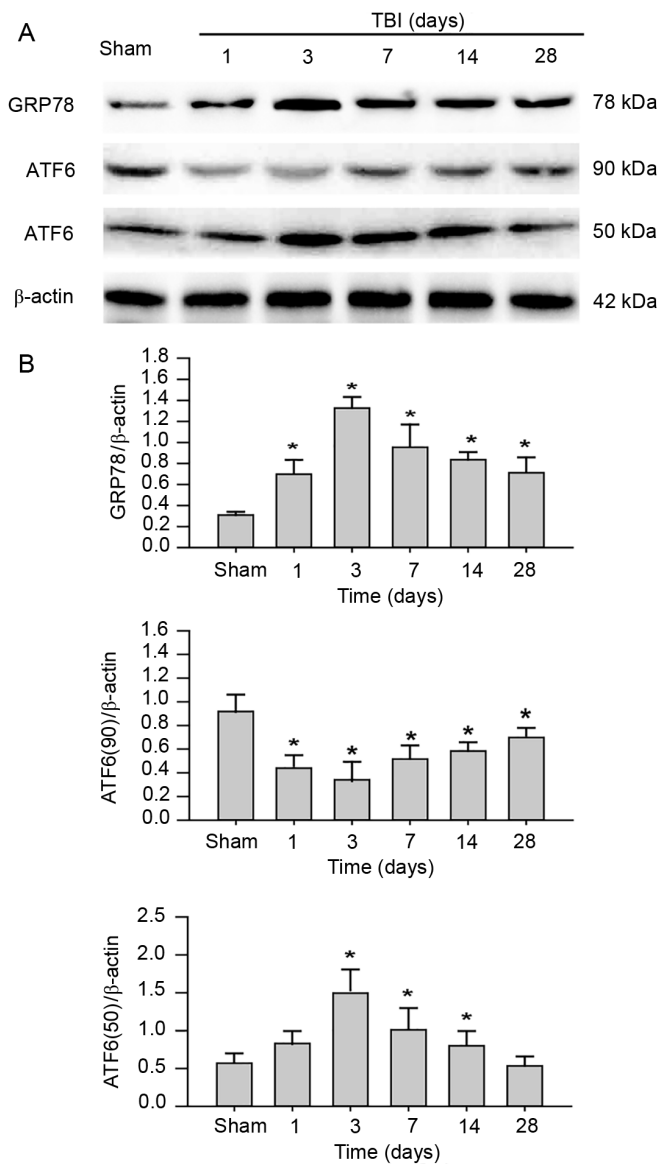 A
TBI (days)
Sham 1 3 7 14 28
GRP78 78 kDa
ATF6 90 kDa
ATF6 50 kDa
β-actin 42 kDa
B
GRP78/β-actin
1.8
1.6
1.4
1.2
1.0
0.8
0.6
0.4
0.2
0.0
* * * * *
Sham 1 3 7 14 28
Time (days)
ATF6(90)/β-actin
1.6
1.4
1.2
1.0
0.8
0.6
0.4
0.2
0.0
* * * * *
Sham 1 3 7 14 28
Time (days)
ATF6(50)/β-actin
2.5
2.0
1.5
1.0
0.5
0.0
* * *
Sham 1 3 7 14 28
Time (days)